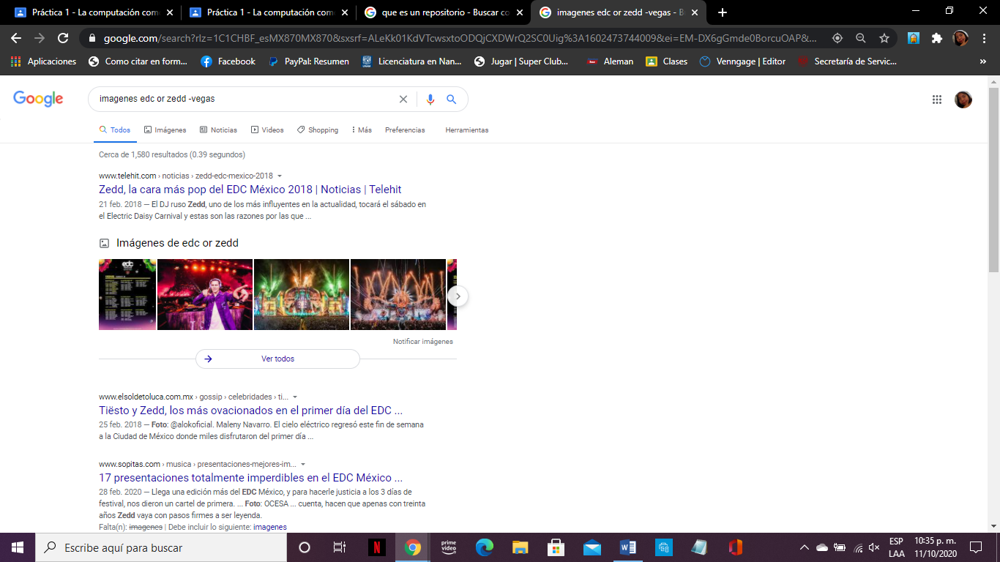 Práctica 1 - La computación com
Práctica 1 - La computación com
que es un repositorio - Buscar co
imagenes edc or zedd -vegas - B
google.com/search?rlz=1C1CHBF_esMX870MX870&sxsrf=ALeKk01KdVTcwsxtoODQjCXDWrQ2SC0Uig%3A1602473744009&ei=EM-DX6gGmde0BorcuOAP&...
Aplicaciones
Como citar en form...
Facebook
PayPal: Resumen
Licenciatura en Nan...
Jugar | Super Club...
Aleman
Clases
Venngage | Editor
Secretaría de Servic...
»
Google
imagenes edc or zedd -vegas
Todos
Imágenes
Noticias
Videos
Shopping
Más
Preferencias
Herramientas
Cerca de 1,580 resultados (0.39 segundos)
www.telehit.com › noticias › zedd-edc-mexico-2018
Zedd, la cara más pop del EDC México 2018 | Noticias | Telehit
21 feb. 2018 — El DJ ruso Zedd, uno de los más influyentes en la actualidad, tocará el sábado en
el Electric Daisy Carnival y estas son las razones por las que ...
Imágenes de edc or zedd
edc
Notificar imágenes
Ver todos
www.elsoldetoluca.com.mx › gossip › celebridades › ti...
Tiësto y Zedd, los más ovacionados en el primer día del EDC ...
25 feb. 2018 — Foto: @alokoficial. Maleny Navarro. El cielo eléctrico regresó este fin de semana
a la Ciudad de México donde miles disfrutaron del primer día ...
www.sopitas.com › musica › presentaciones-mejores-im...
17 presentaciones totalmente imperdibles en el EDC México ...
28 feb. 2020 — Llega una edición más del EDC México, y para hacerle justicia a los 3 días de
festival, nos dieron un cartel de primera. ... Foto: OCESA ... cuenta, hacen que apenas con treinta
años Zedd vaya con pasos firmes a ser leyenda.
Falta(n): imagenes | Debe incluir lo siguiente: imagenes
Escribe aquí para buscar
N
prime
video
W
ESP
LAA
10:35 p. m.
11/10/2020